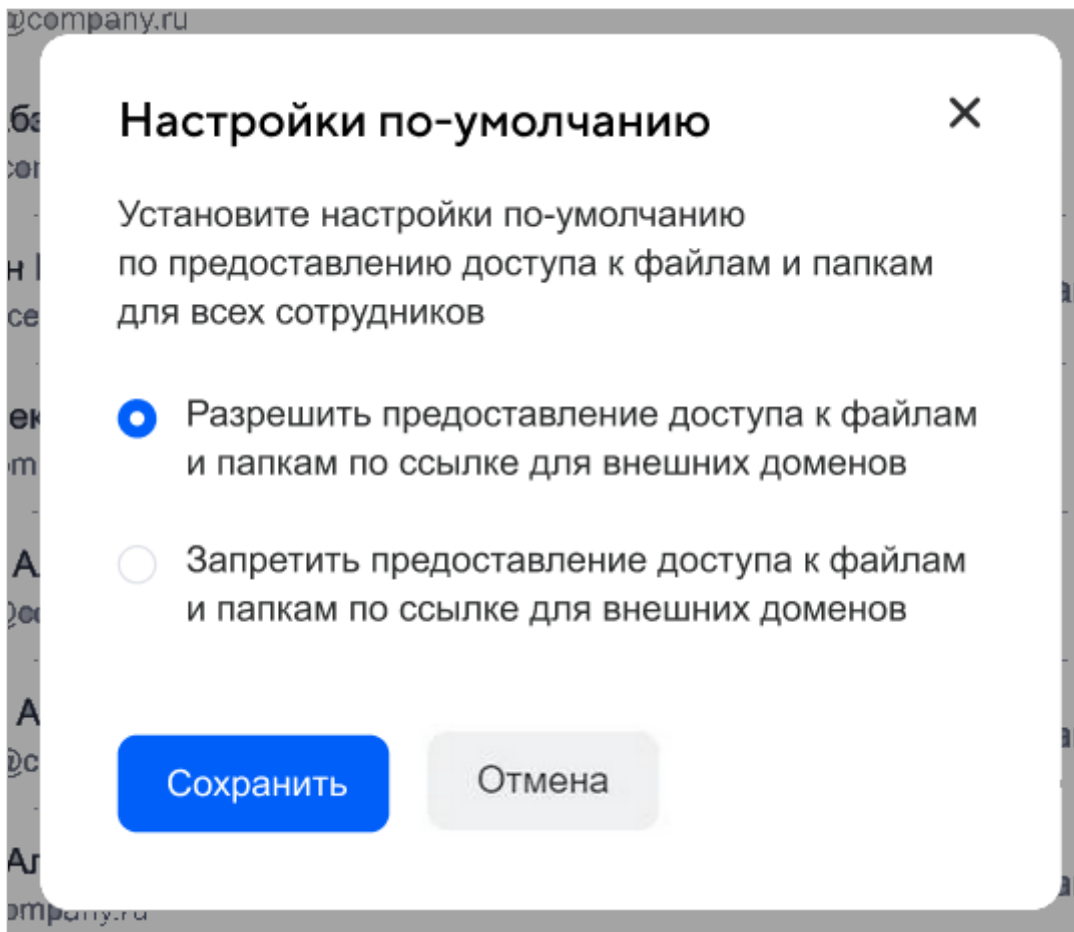 @company.ru
Настройки по-умолчанию
Установите настройки по-умолчанию
по предоставлению доступа к файлам и папкам
для всех сотрудников
Разрешить предоставление доступа к файлам
и папкам по ссылке для внешних доменов
Запретить предоставление доступа к файлам
и папкам по ссылке для внешних доменов
Сохранить
Отмена